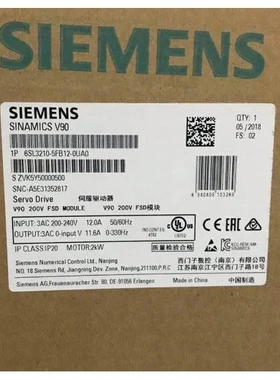 SIEMENS
SIEMENS
SINAMICS V90
1P 6SL3210-5FB12-0UA0
S ZVK5Y50000500
SNC-A5E31352817
Servo Drive 伺服驱动器
V90 200V FSD MODULE V90 200V FSD模块
QTY: 1
05 /2018
FS: 02
INPUT: 3AC 200-240V 12.0A 50/60Hz
OUTPUT:3AC 0-input V 11.6A 0-330Hz
IP CLASS:IP20 MOTOR:2kW
C UL US LISTED
Siemens Numerical Control Ltd., Nanjing
NO. 18 Siemens Road, Jiangning Dev. Zone, Nanjing,211100,P.R.C
西门子数控(南京)有限公司
江苏南京江宁区西门子路18号
Siemens AG,Frauenauracher Str. 80, DE-91056 Erlangen
Made in China
中国制造